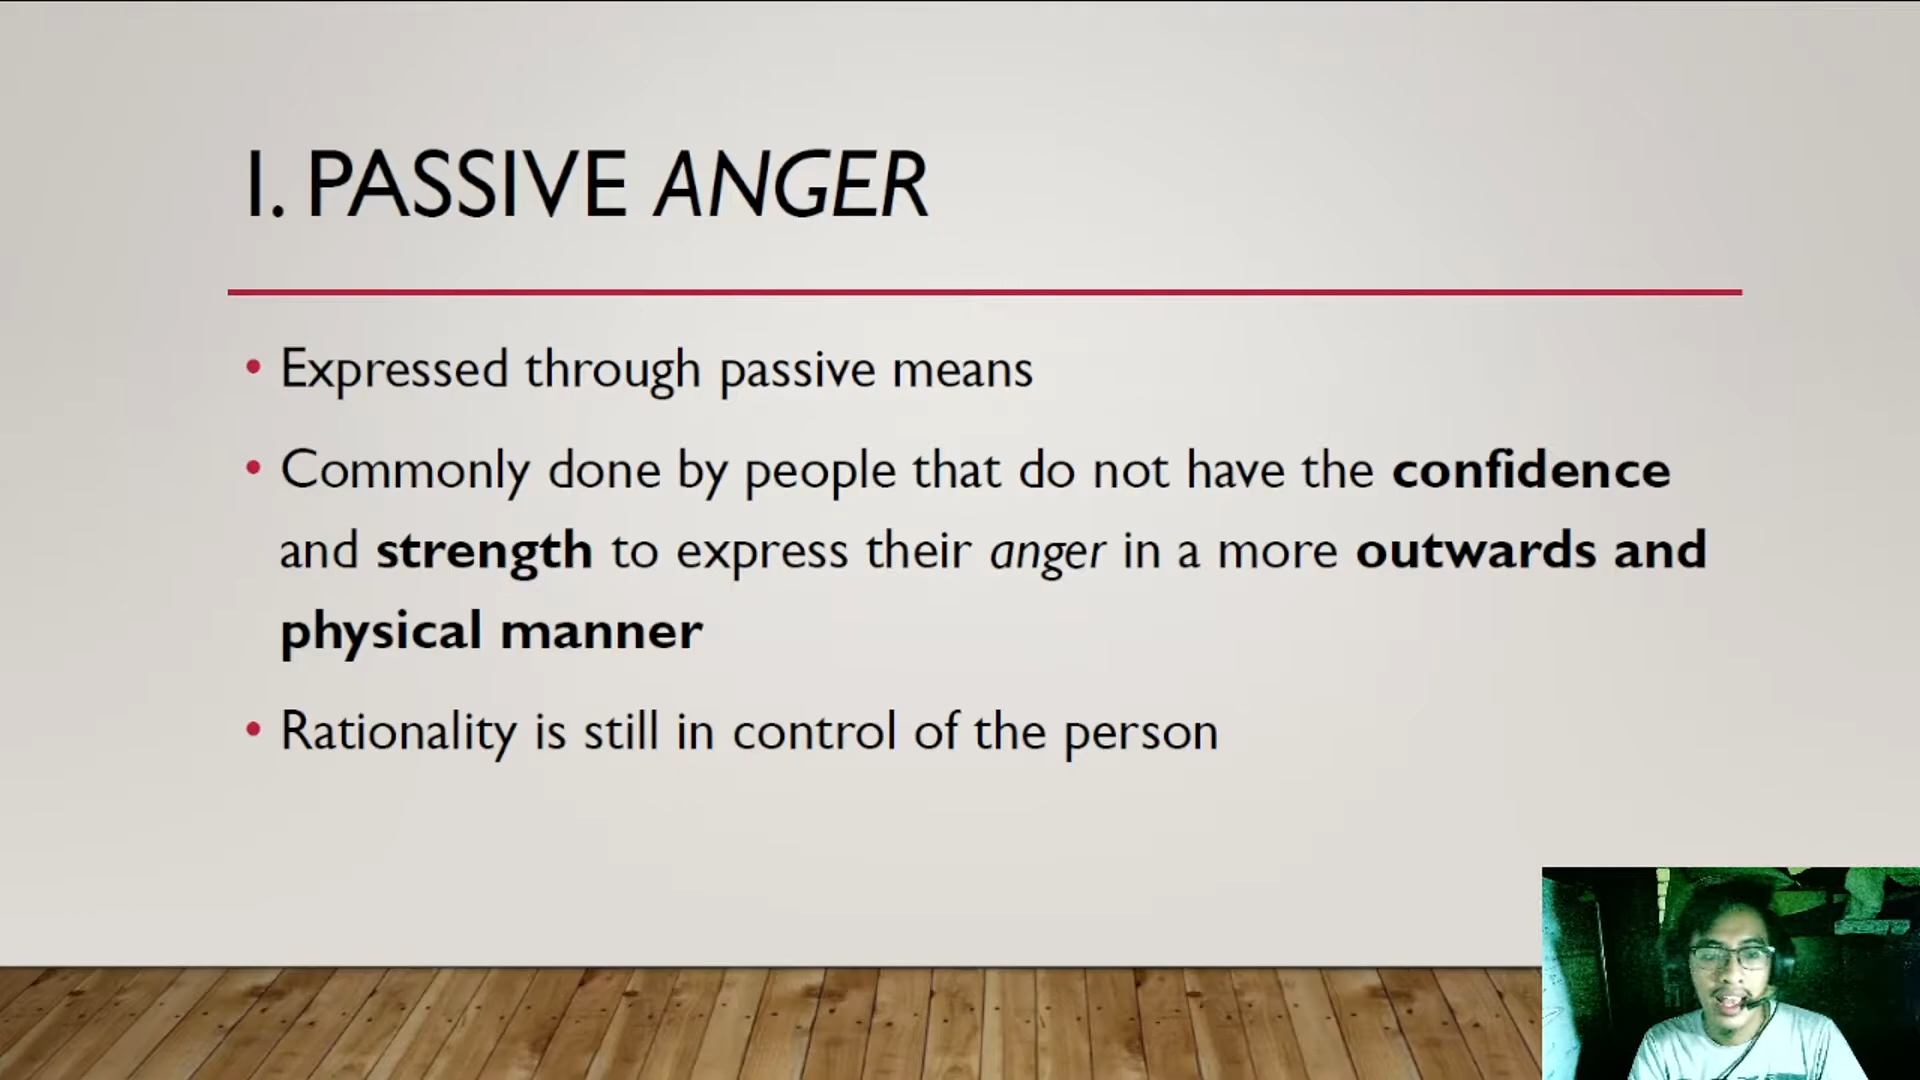 I. PASSIVE ANGER
• Expressed through passive means
• Commonly done by people that do not have the confidence
and strength to express their anger in a more outwards and
physical manner
• Rationality is still in control of the person